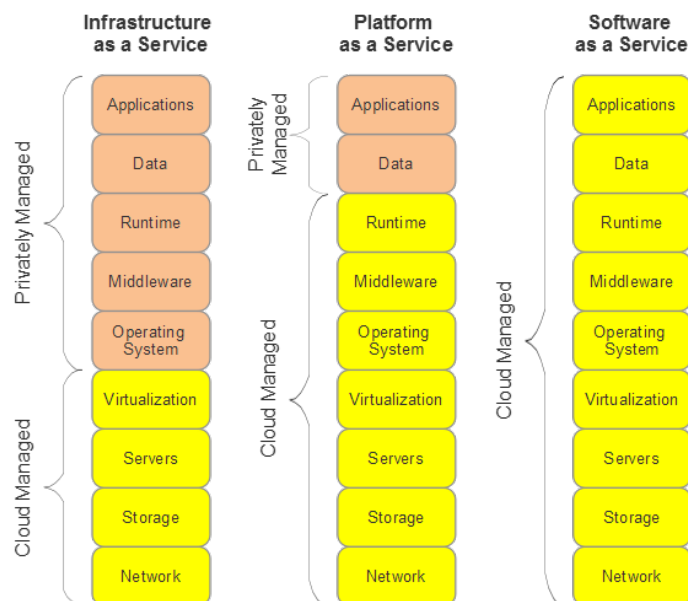 Infrastructure
as a Service
Privately Managed
Cloud Managed
Applications
Data
Runtime
Middleware
Operating
System
Virtualization
Servers
Storage
Network
Platform
as a Service
Privately
Managed
Cloud Managed
Applications
Data
Runtime
Middleware
Operating
System
Virtualization
Servers
Storage
Network
Software
as a Service
Cloud Managed
Applications
Data
Runtime
Middleware
Operating
System
Virtualization
Servers
Storage
Network